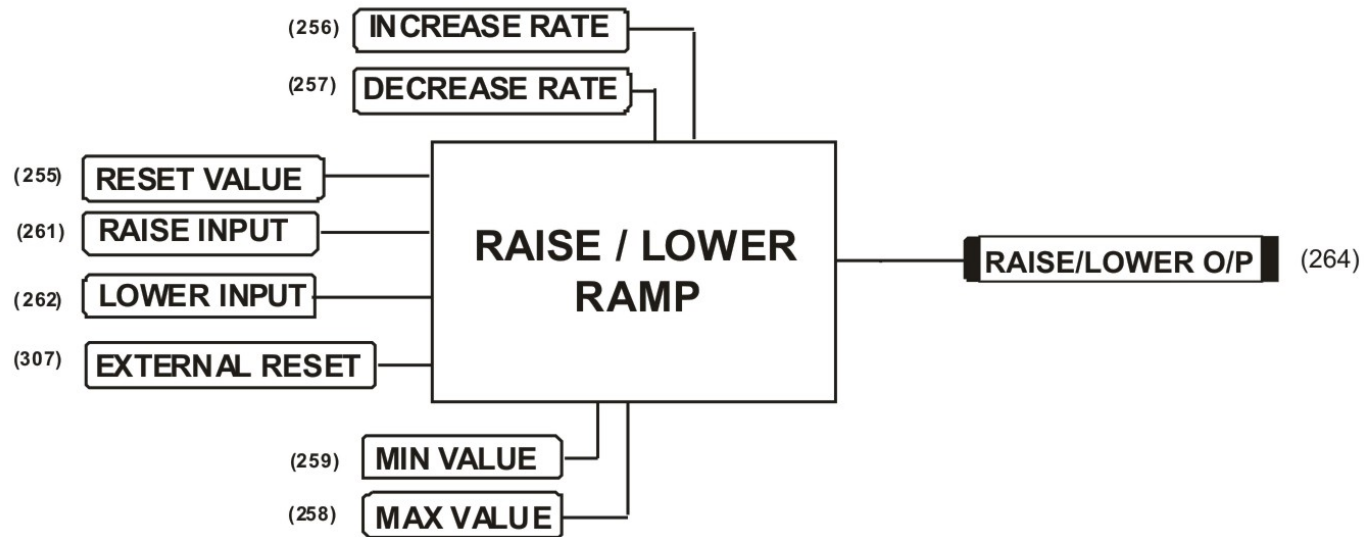 (256) INCREASE RATE
(257) DECREASE RATE
(255) RESET VALUE
(261) RAISE INPUT
(262) LOWER INPUT
(307) EXTERNAL RESET
RAISE / LOWER
RAMP
RAISE/LOWER O/P (264)
(259) MIN VALUE
(258) MAX VALUE